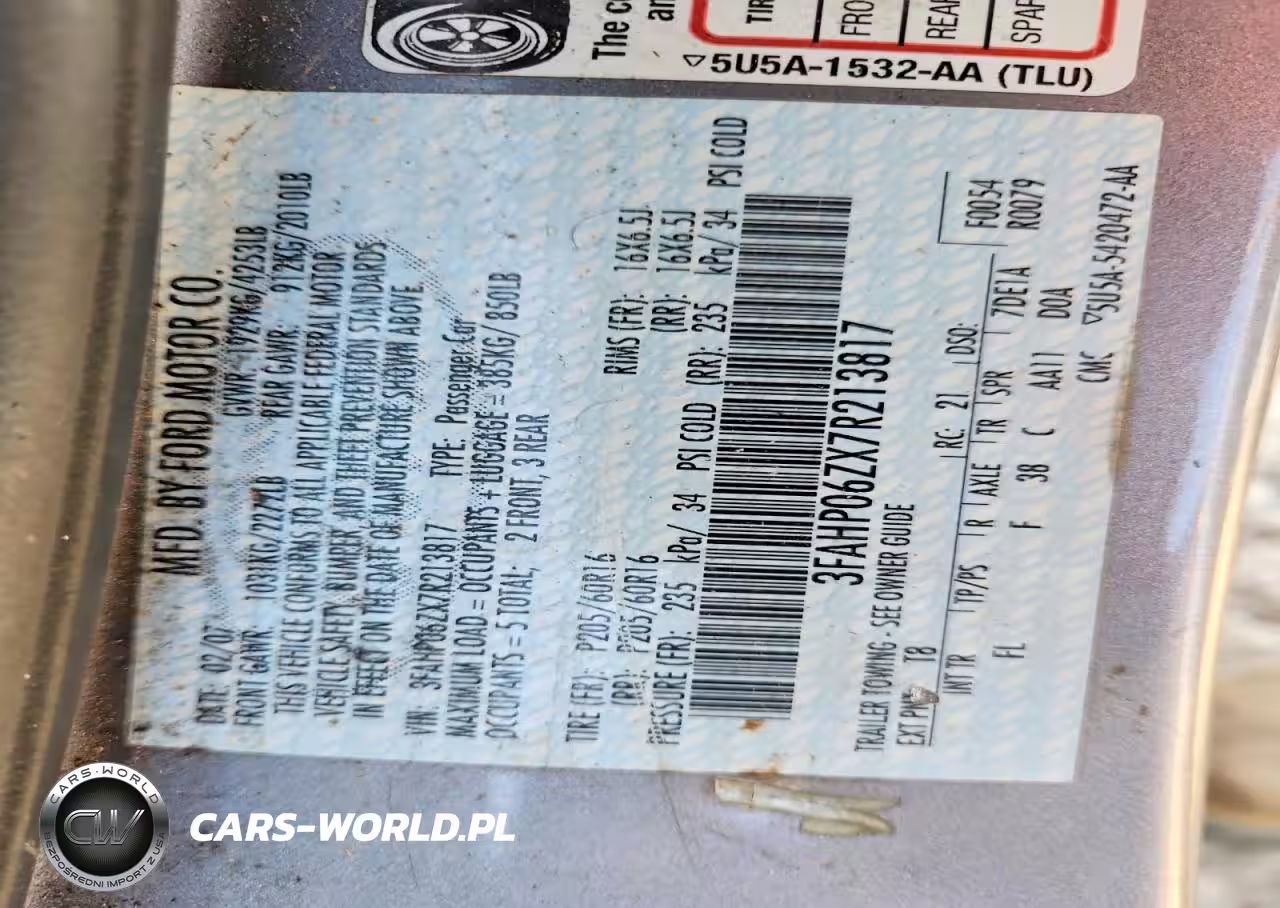 The c
an
TIR
FRO
REAR
SPAR
▽5U5A-1532-AA (TLU)
MFD. BY FORD MOTOR CO.
DATE: 02/07 GVWR: 1929KG/4253LB
FRONT GAWR: 1031KG/2272LB REAR GAWR: 912KG/2010LB
THIS VEHICLE CONFORMS TO ALL APPLICABLE FEDERAL MOTOR
VEHICLE SAFETY, BUMPER, AND THEFT PREVENTION STANDARDS
IN EFFECT ON THE DATE OF MANUFACTURE SHOWN ABOVE.
VIN: 3FAHP06ZX7R213817 TYPE: Passenger Car
MAXIMUM LOAD = OCCUPANTS + LUGGAGE = 385KG/ 850LB
OCCUPANTS = 5 TOTAL; 2 FRONT, 3 REAR
TIRE (FR): P205/60R16 RIMS (FR): 16X6.5J
(RR): P205/60R16 (RR): 16X6.5J
PRESSURE (FR): 235 kPa/ 34 PSI COLD (RR): 235 kPa/ 34 PSI COLD
3FAHP06ZX7R213817
TRAILER TOWING - SEE OWNER GUIDE
EXT PNT: T8 RC: 21 DSO: F0054
INT TR TP/PS R AXLE TR SPR 7DE1A R0079
FL F 38 C AA11 DOA
CMC ▽5U5A-5420472-AA
CARS-WORLD
CW
BEZPOŚREDNI IMPORT Z USA
CARS-WORLD.PL